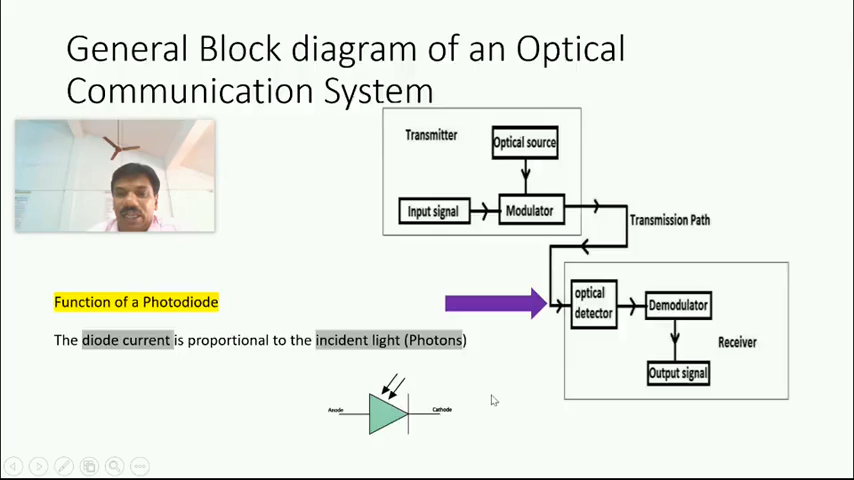 General Block diagram of an Optical
Communication System
Transmitter
Optical source
Input signal
Modulator
Transmission Path
optical
detector
Demodulator
Receiver
Output signal
Function of a Photodiode
The diode current is proportional to the incident light (Photons)
Anode
Cathode